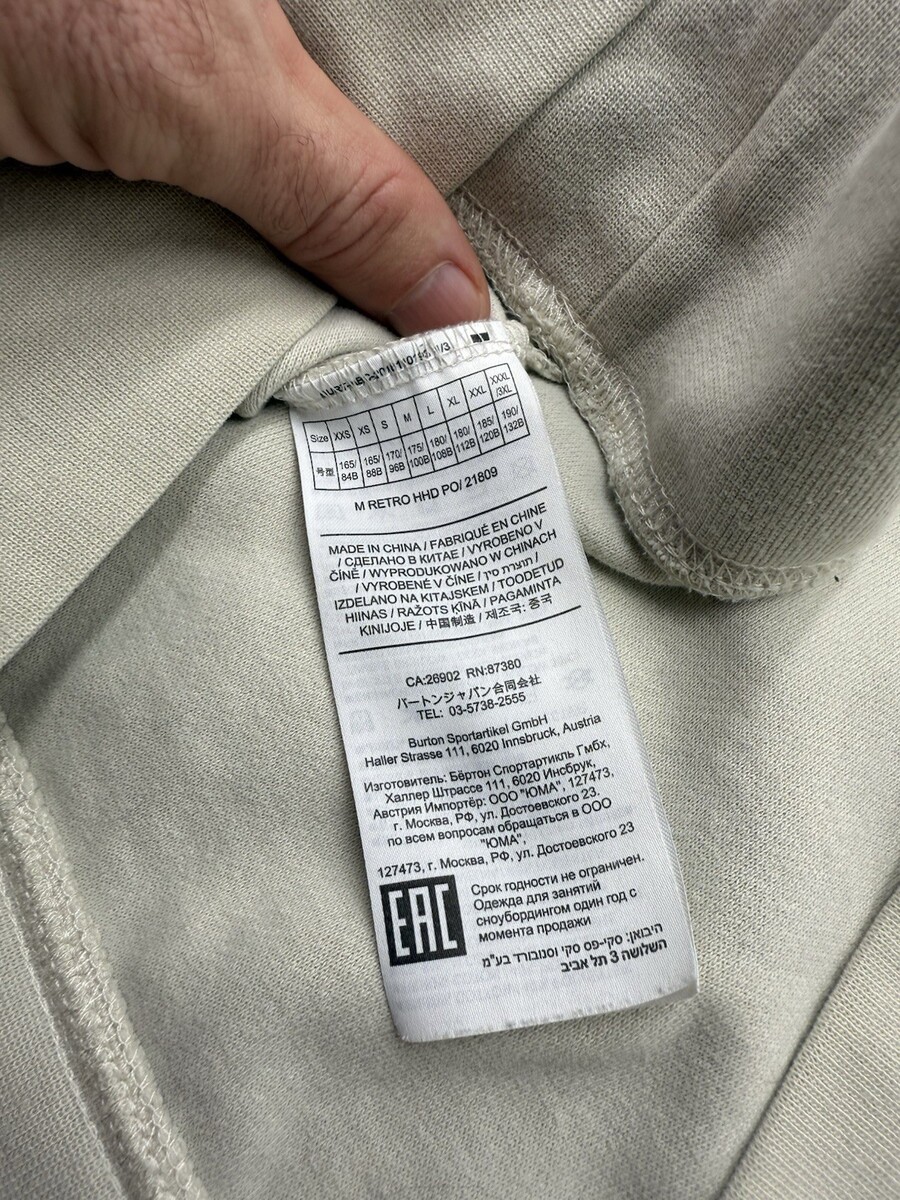 Size XXS XS S M L XL XXL XXXL/3XL
号型 165/84B 165/88B 170/96B 175/100B 180/108B 180/112B 185/120B 190/132B
M RETRO HHD PO/ 21809
MADE IN CHINA / FABRIQUÉ EN CHINE
/ СДЕЛАНО В КИТАЕ / VYROBENO V
ČÍNĚ / WYPRODUKOWANO W CHINACH
/ VYROBENÉ V ČÍNE / תוצרת סין /
IZDELANO NA KITAJSKEM / TOODETUD
HIINAS / RAŽOTS ĶĪNĀ / PAGAMINTA
KINIJOJE / 中国制造 / 제조국: 중국
CA:26902 RN:87380
バートンジャパン合同会社
TEL: 03-5738-2555
Burton Sportartikel GmbH
Haller Strasse 111, 6020 Innsbruck, Austria
Изготовитель: Бёртон Спортартикль Гмбх,
Халлер Штрассе 111, 6020 Инсбрук,
Австрия Импортёр: ООО "ЮМА", 127473,
г. Москва, РФ, ул. Достоевского 23.
по всем вопросам обращаться в ООО
"ЮМА",
127473, г. Москва, РФ, ул. Достоевского 23
EAC
Срок годности не ограничен.
Одежда для занятий
сноубордингом один год с
момента продажи
היבואן: סקי-פס סקי וסנובורד בע"מ
השלושה 3 תל אביב